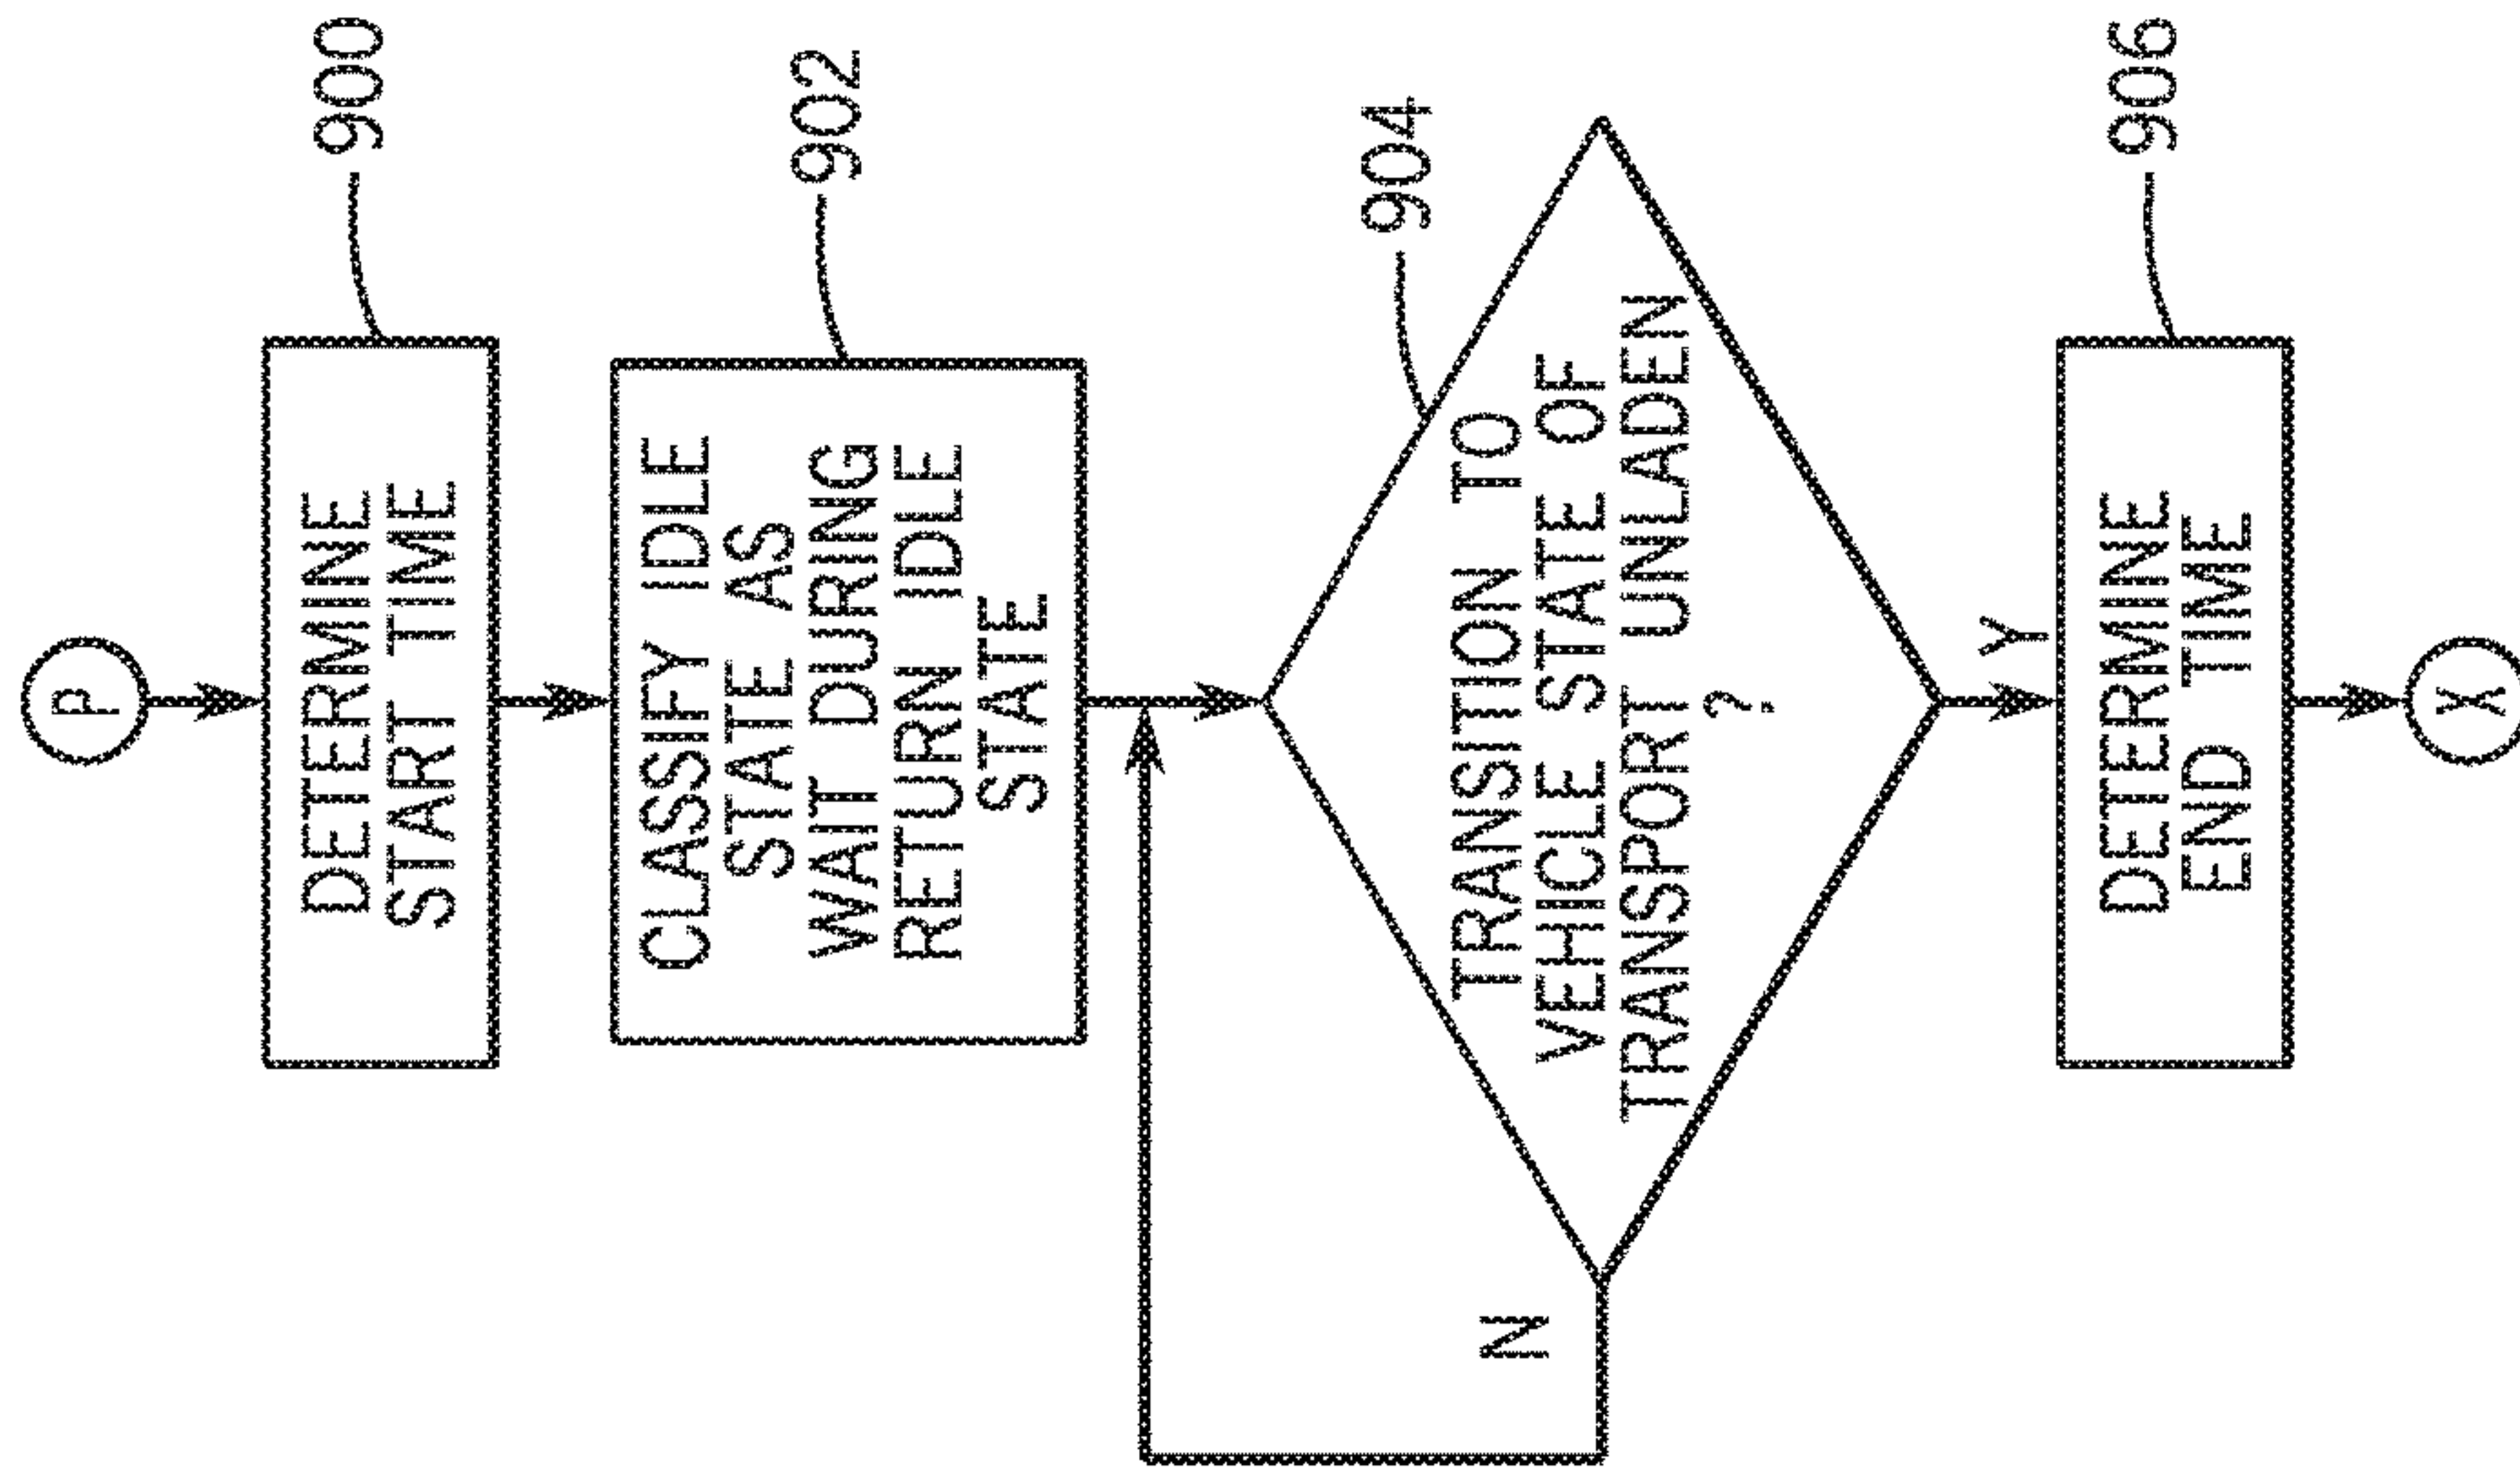 P
900
DETERMINE
START TIME
902
CLASSIFY IDLE
STATE AS
WAIT DURING
RETURN IDLE
STATE
904
TRANSITION TO
VEHICLE STATE OF
TRANSPORT UNLADEN
?
N
Y
906
DETERMINE
END TIME
X